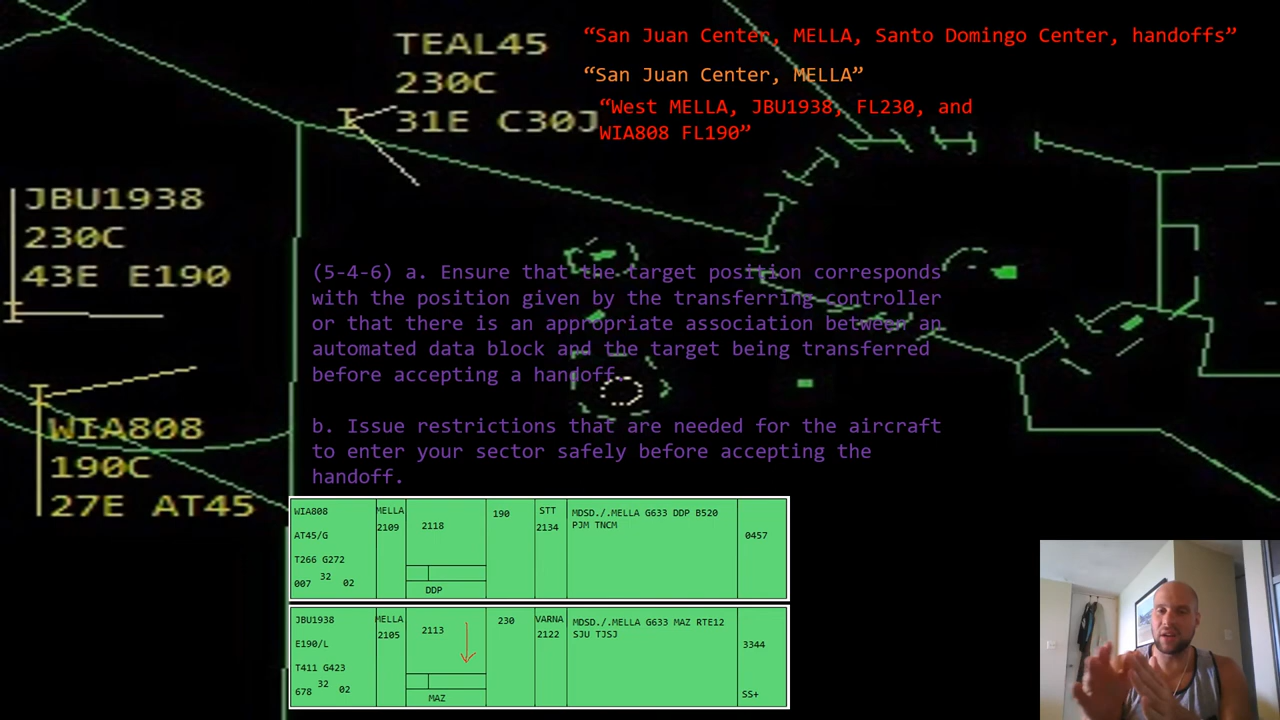 TEAL45
230C
31E C30J
“San Juan Center, MELLA, Santo Domingo Center, handoffs”
“San Juan Center, MELLA”
“West MELLA, JBU1938, FL230, and
WIA808 FL190”
JBU1938
230C
43E E190
WIA808
190C
27E AT45
(5-4-6) a. Ensure that the target position corresponds
with the position given by the transferring controller
or that there is an appropriate association between an
automated data block and the target being transferred
before accepting a handoff.
b. Issue restrictions that are needed for the aircraft
to enter your sector safely before accepting the
handoff.
WIA808
AT45/G
T266 G272
007 32 02
MELLA
2109
2118
DDP
190
STT
2134
MDSD./.MELLA G633 DDP B520
PJM TNCM
0457
JBU1938
E190/L
T411 G423
678 32 02
MELLA
2105
2113
MAZ
230
VARNA
2122
MDSD./.MELLA G633 MAZ RTE12
SJU TJSJ
3344
SS+